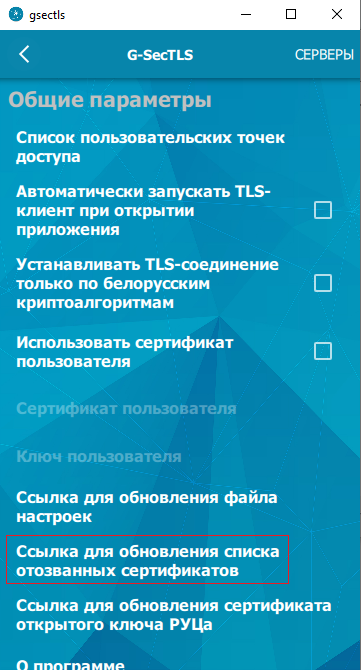 gsectls
G-SecTLS
СЕРВЕРЫ
Общие параметры
Список пользовательских точек
доступа
Автоматически запускать TLS-
клиент при открытии
приложения
Устанавливать TLS-соединение
только по белорусским
криптоалгоритмам
Использовать сертификат
пользователя
Сертификат пользователя
Ключ пользователя
Ссылка для обновления файла
настроек
Ссылка для обновления списка
отозванных сертификатов
Ссылка для обновления сертификата
открытого ключа РУЦа
О программе